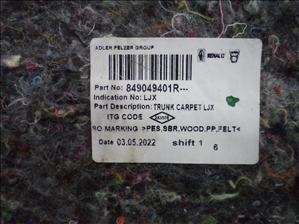 ADLER PELZER GROUP
RENAULT
Part No: 849049401R---
Indication No: LJX
Part Description: TRUNK CARPET LJX
ITG CODE
SO MARKING >PES,SBR,WOOD,PP,FELT<
Date 03.05.2022 shift 1 6